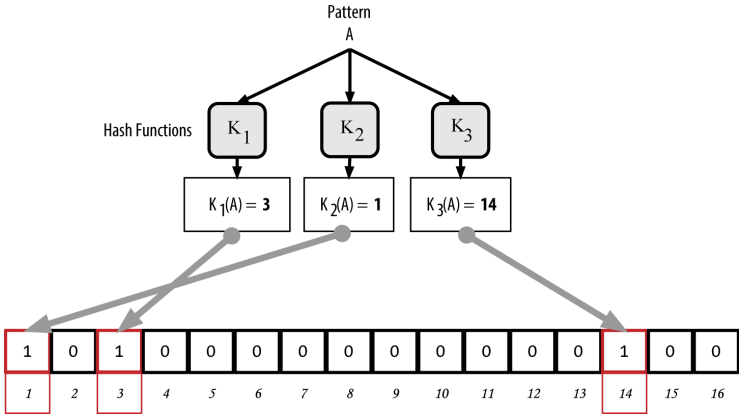 Pattern
A
Hash Functions
K1
K2
K3
K1(A) = 3
K2(A) = 1
K3(A) = 14
1 0 1 0 0 0 0 0 0 0 0 0 0 1 0 0
1 2 3 4 5 6 7 8 9 10 11 12 13 14 15 16